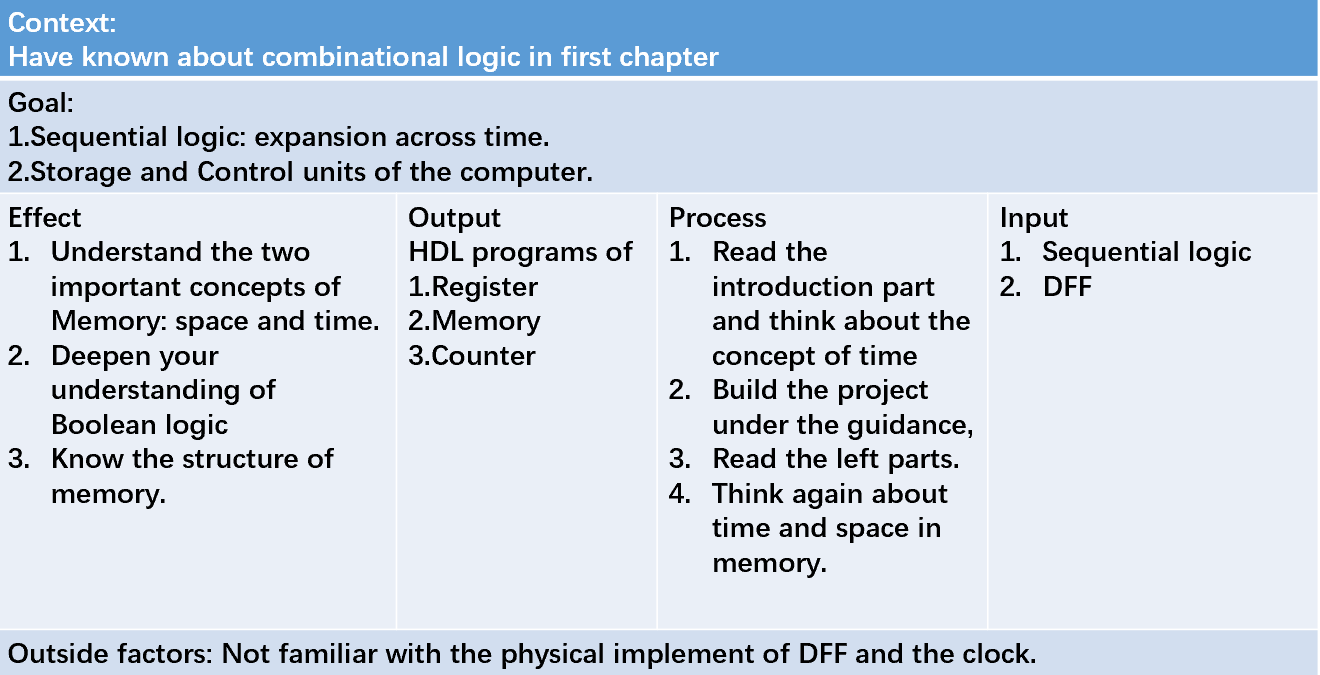 Context:
Have known about combinational logic in first chapter
Goal:
1.Sequential logic: expansion across time.
2.Storage and Control units of the computer.
Effect
1. Understand the two
important concepts of
Memory: space and time.
2. Deepen your
understanding of
Boolean logic
3. Know the structure of
memory.
Output
HDL programs of
1.Register
2.Memory
3.Counter
Process
1. Read the
introduction part
and think about the
concept of time
2. Build the project
under the guidance,
3. Read the left parts.
4. Think again about
time and space in
memory.
Input
1. Sequential logic
2. DFF
Outside factors: Not familiar with the physical implement of DFF and the clock.